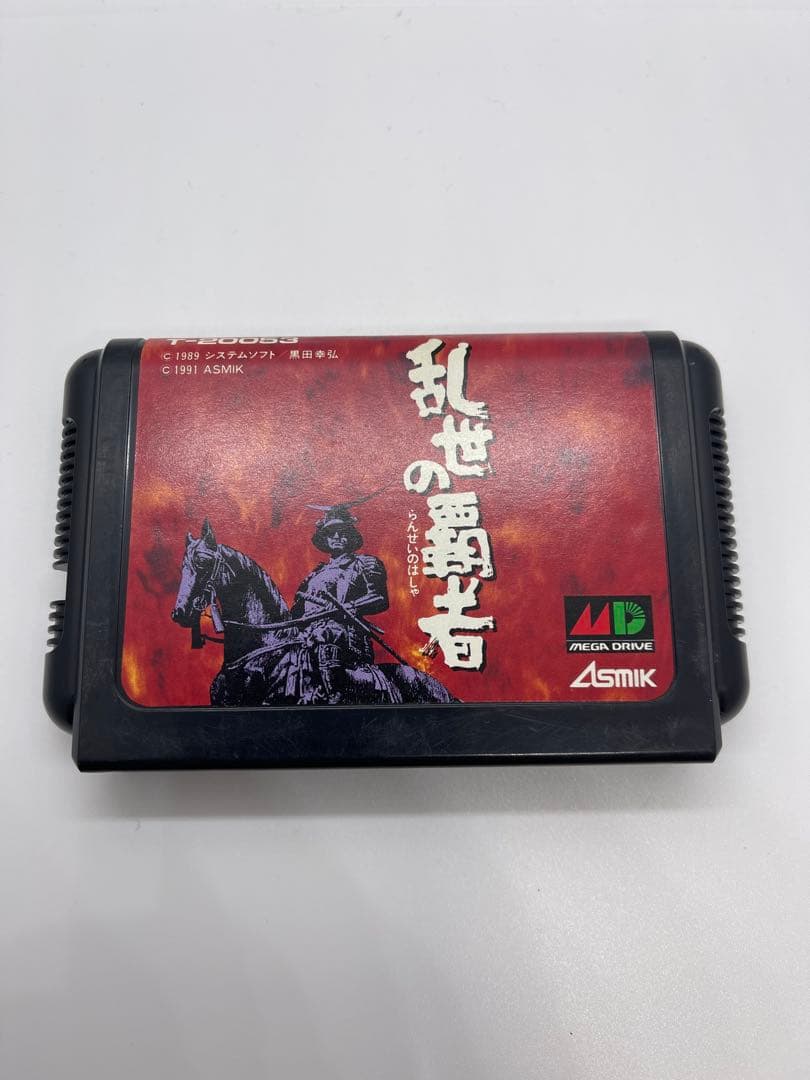 T-20053
© 1989 システムソフト／黒田幸弘
© 1991 ASMIK
乱世の覇者
らんせいのはしゃ
MD
MEGA DRIVE
ASMIK